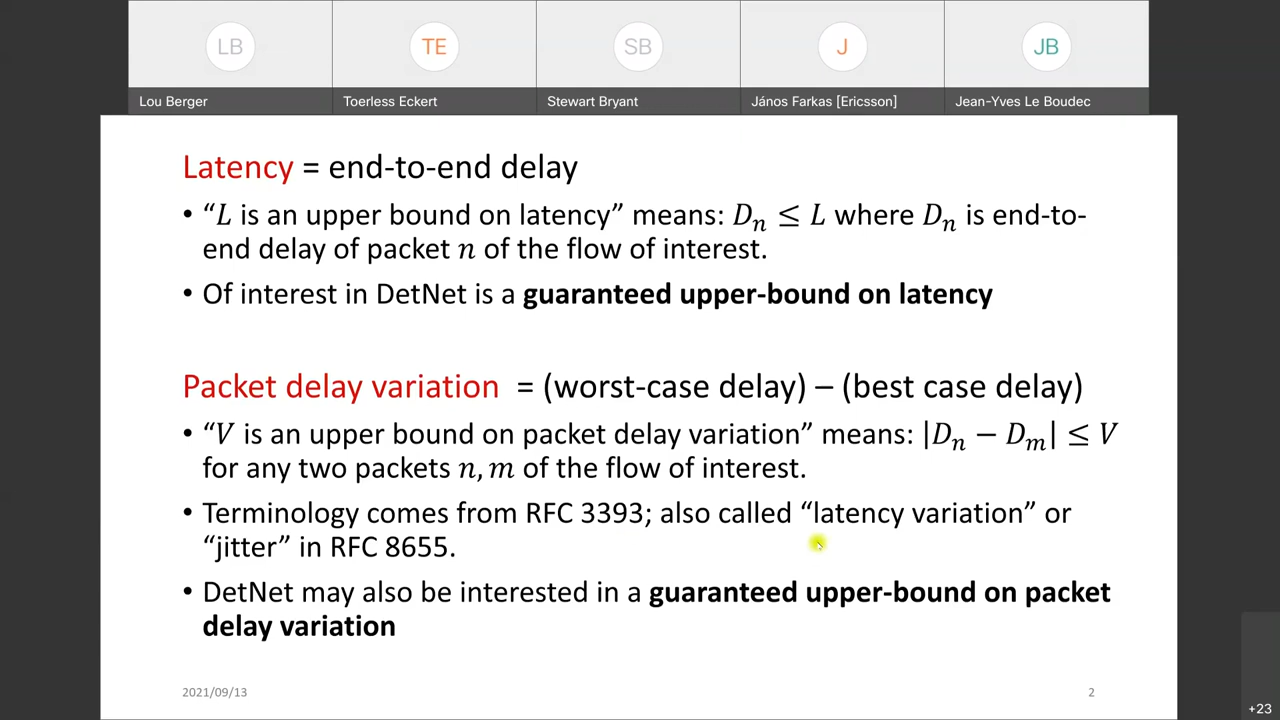 LB
TE
SB
J
JB
Lou Berger
Toerless Eckert
Stewart Bryant
János Farkas [Ericsson]
Jean-Yves Le Boudec
Latency = end-to-end delay
• “L is an upper bound on latency” means: Dₙ ≤ L where Dₙ is end-to-
end delay of packet n of the flow of interest.
• Of interest in DetNet is a guaranteed upper-bound on latency
Packet delay variation = (worst-case delay) – (best case delay)
• “V is an upper bound on packet delay variation” means: |Dₙ − Dₘ| ≤ V
for any two packets n, m of the flow of interest.
• Terminology comes from RFC 3393; also called “latency variation” or
“jitter” in RFC 8655.
• DetNet may also be interested in a guaranteed upper-bound on packet
delay variation
2021/09/13
2
+23